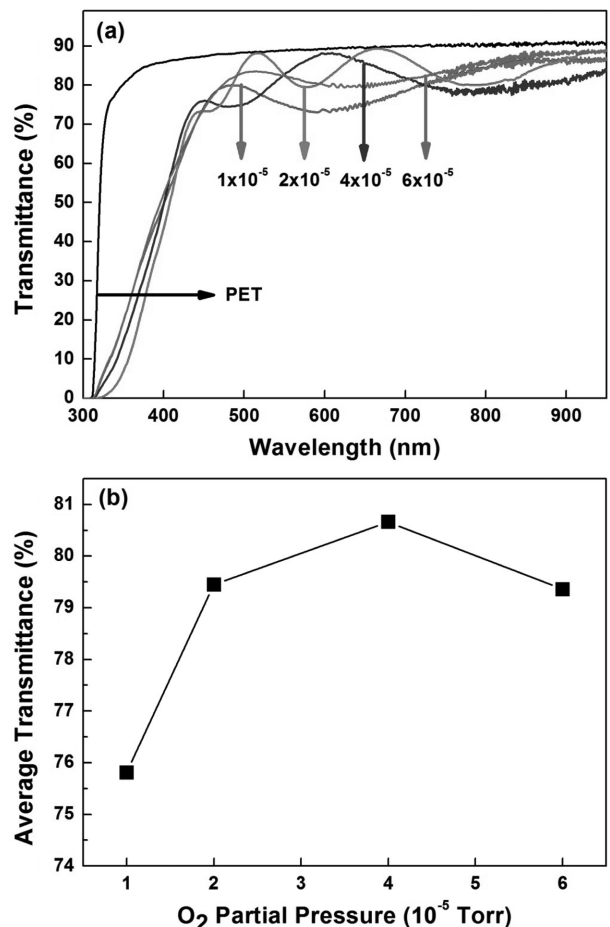 (a)
90
80
70
60
50
40
30
20
10
0
Transmittance (%)
1x10⁻⁵ 2x10⁻⁵ 4x10⁻⁵ 6x10⁻⁵
PET
300 400 500 600 700 800 900
Wavelength (nm)
(b)
81
80
79
78
77
76
75
74
Average Transmittance (%)
1 2 3 4 5 6
O₂ Partial Pressure (10⁻⁵ Torr)